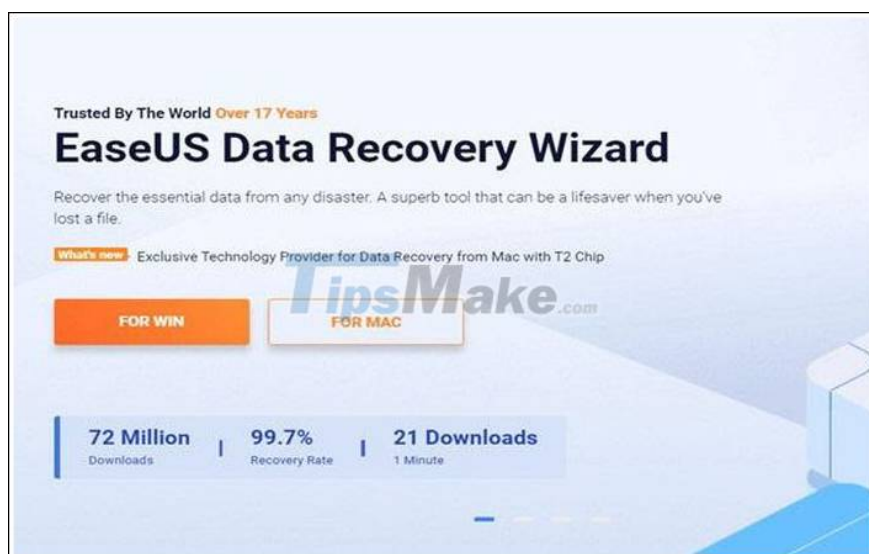 Trusted By The World Over 17 Years
EaseUS Data Recovery Wizard
Recover the essential data from any disaster. A superb tool that can be a lifesaver when you've
lost a file.
What's new Exclusive Technology Provider for Data Recovery from Mac with T2 Chip
TipsMake.com
FOR WIN FOR MAC
72 Million 99.7% 21 Downloads
Downloads Recovery Rate 1 Minute